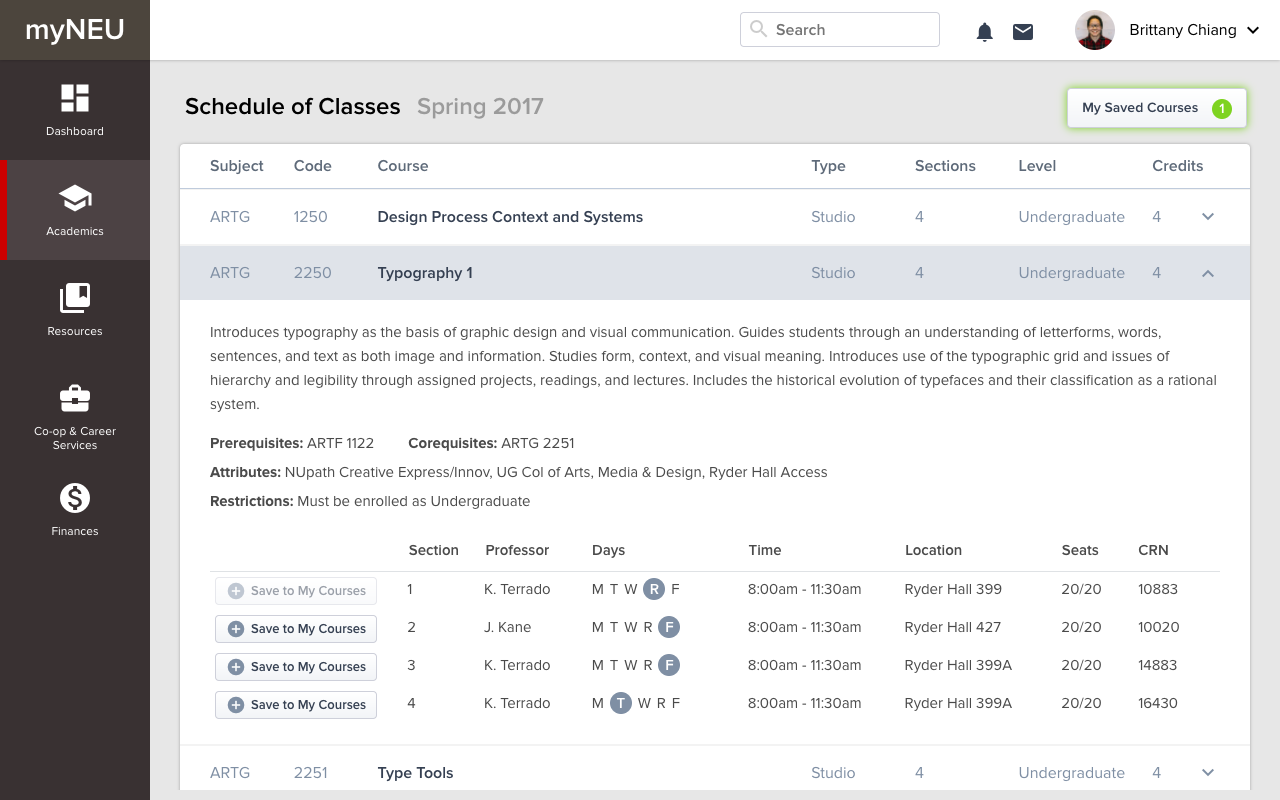 myNEU
Search
Brittany Chiang
Dashboard
Academics
Resources
Co-op & Career
Services
Finances
Schedule of Classes Spring 2017
My Saved Courses 1
Subject Code Course Type Sections Level Credits
ARTG 1250 Design Process Context and Systems Studio 4 Undergraduate 4
ARTG 2250 Typography 1 Studio 4 Undergraduate 4
Introduces typography as the basis of graphic design and visual communication. Guides students through an understanding of letterforms, words,
sentences, and text as both image and information. Studies form, context, and visual meaning. Introduces use of the typographic grid and issues of
hierarchy and legibility through assigned projects, readings, and lectures. Includes the historical evolution of typefaces and their classification as a rational
system.
Prerequisites: ARTF 1122 Corequisites: ARTG 2251
Attributes: NUpath Creative Express/Innov, UG Col of Arts, Media & Design, Ryder Hall Access
Restrictions: Must be enrolled as Undergraduate
Section Professor Days Time Location Seats CRN
Save to My Courses 1 K. Terrado M T W R F 8:00am - 11:30am Ryder Hall 399 20/20 10883
Save to My Courses 2 J. Kane M T W R F 8:00am - 11:30am Ryder Hall 427 20/20 10020
Save to My Courses 3 K. Terrado M T W R F 8:00am - 11:30am Ryder Hall 399A 20/20 14883
Save to My Courses 4 K. Terrado M T W R F 8:00am - 11:30am Ryder Hall 399A 20/20 16430
ARTG 2251 Type Tools Studio 4 Undergraduate 4